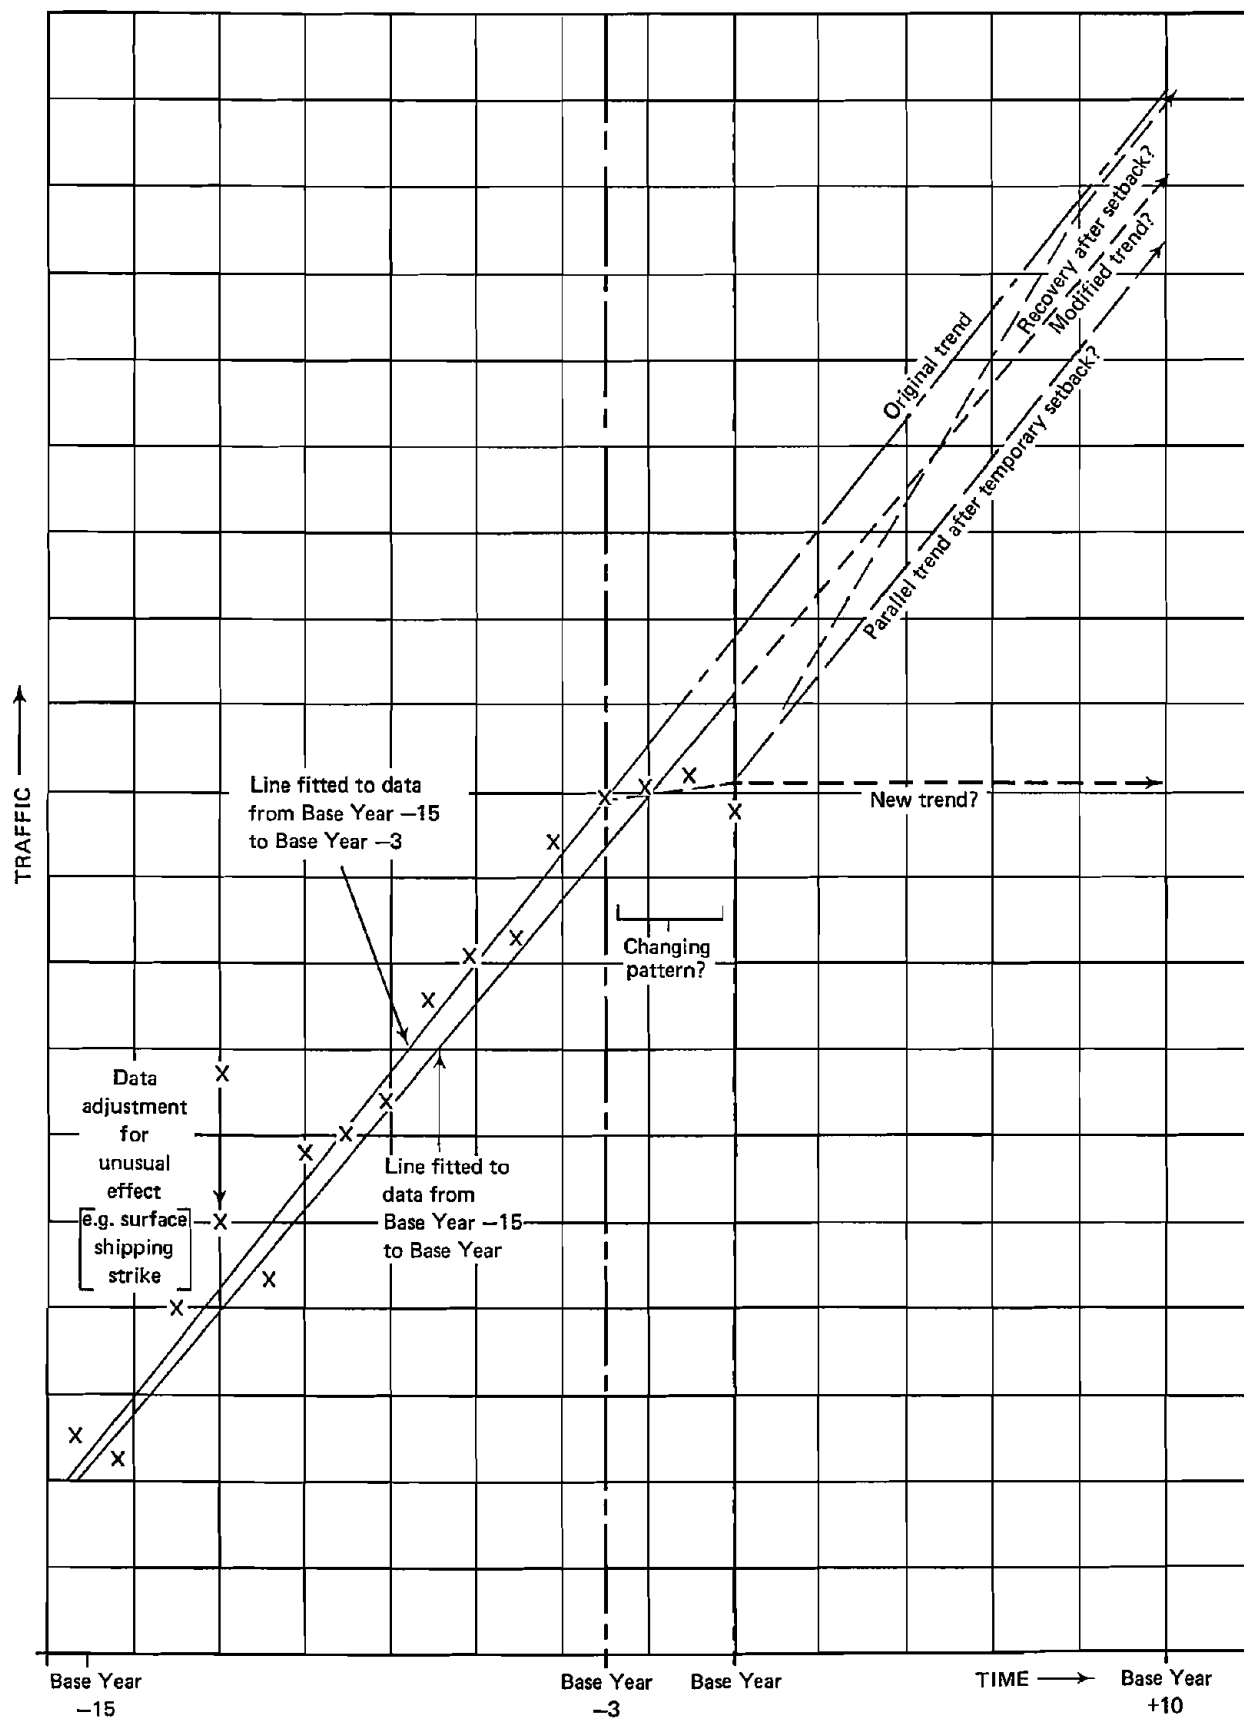 Recovery after setback?
Modified trend?
Original trend
Parallel trend after temporary setback?
TRAFFIC
Line fitted to data
from Base Year —15
to Base Year —3
New trend?
Changing
pattern?
Data
adjustment
for
unusual
effect
e.g. surface
shipping
strike
Line fitted to
data from
Base Year —15
to Base Year
Base Year
—15
Base Year
—3
Base Year
TIME
Base Year
+10